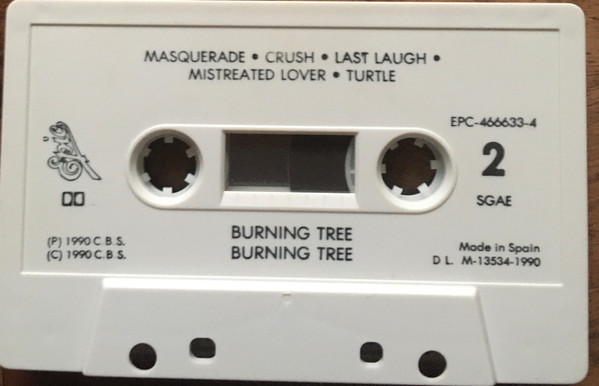 MASQUERADE • CRUSH • LAST LAUGH •
MISTREATED LOVER • TURTLE
EPC-466633-4
2
SGAE
BURNING TREE
BURNING TREE
(P) 1990 C.B.S.
(C) 1990 C.B.S.
Made in Spain
D L. M-13534-1990